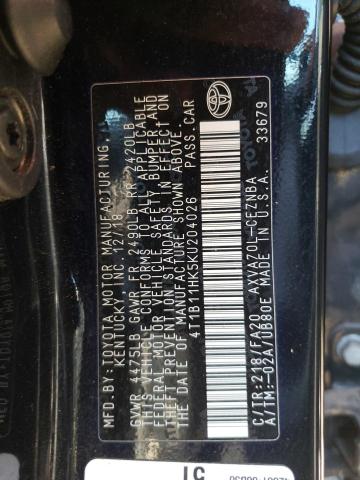 MFD.BY:TOYOTA MOTOR MANUFACTURING,
KENTUCKY, INC. 12/18
GVWR 4475LB GAWR FR 2490LB RR 2420LB
THIS VEHICLE CONFORMS TO ALL APPLICABLE
FEDERAL MOTOR VEHICLE SAFETY, BUMPER AND
THEFT PREVENTION STANDARDS IN EFFECT ON
THE DATE OF MANUFACTURE SHOWN ABOVE.
4T1B11HK5KU204026 PASS.CAR
C/TR:218/FA20 AXVA70L-CEZNBA
A/TM:-02A/UB80E MADE IN U.S.A. 33679
TOYOTA